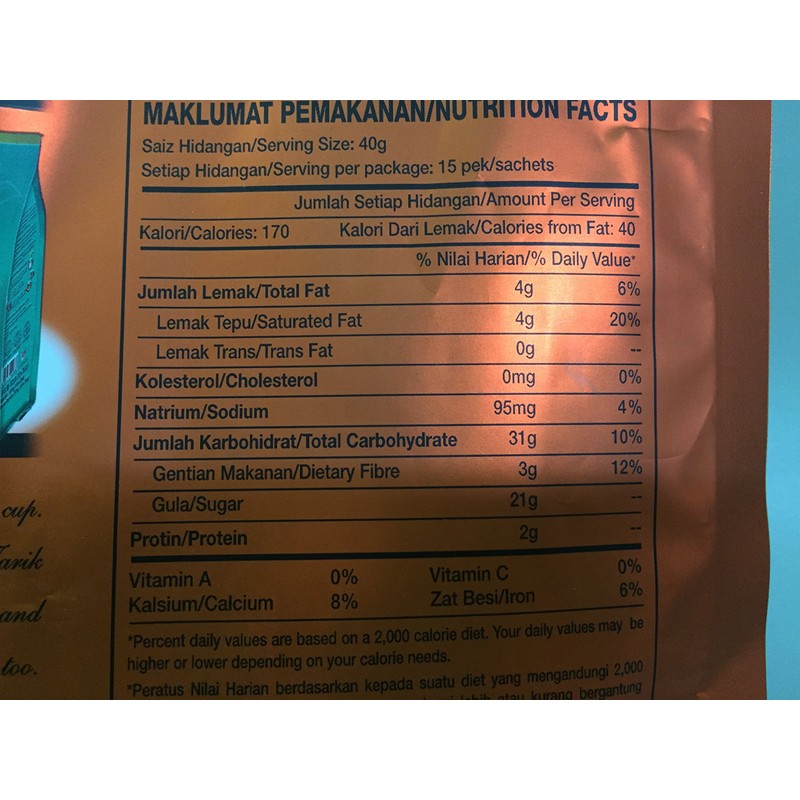 MAKLUMAT PEMAKANAN/NUTRITION FACTS
Saiz Hidangan/Serving Size: 40g
Setiap Hidangan/Serving per package: 15 pek/sachets
Jumlah Setiap Hidangan/Amount Per Serving
Kalori/Calories: 170 Kalori Dari Lemak/Calories from Fat: 40
% Nilai Harian/% Daily Value*
Jumlah Lemak/Total Fat 4g 6%
Lemak Tepu/Saturated Fat 4g 20%
Lemak Trans/Trans Fat 0g --
Kolesterol/Cholesterol 0mg 0%
Natrium/Sodium 95mg 4%
Jumlah Karbohidrat/Total Carbohydrate 31g 10%
Gentian Makanan/Dietary Fibre 3g 12%
Gula/Sugar 21g --
Protin/Protein 2g --
Vitamin A 0% Vitamin C 0%
Kalsium/Calcium 8% Zat Besi/Iron 6%
*Percent daily values are based on a 2,000 calorie diet. Your daily values may be
higher or lower depending on your calorie needs.
*Peratus Nilai Harian berdasarkan kepada suatu diet yang mengandungi 2,000
lebih atau kurang bergantung
cup.
Tarik
and
too.